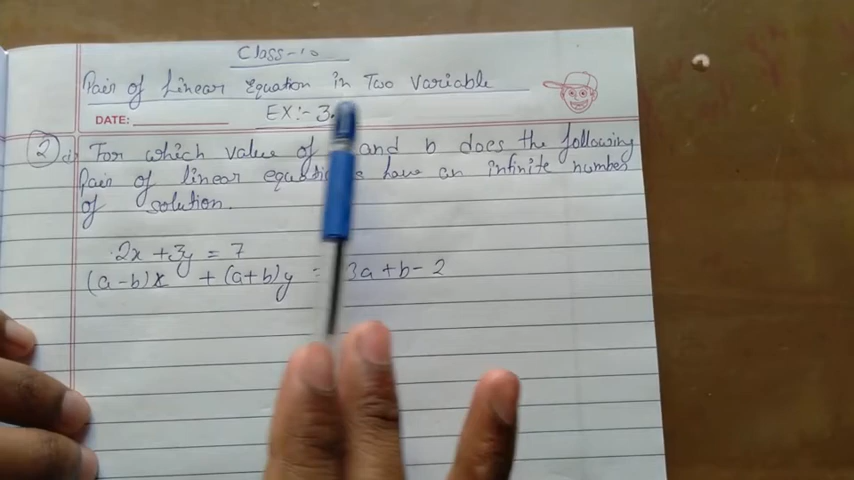 Class-10
Pair of Linear Equation in Two Variable
DATE: EX:- 3.
2 i) For which value of and b does the following
Pair of linear equations have an infinite number
of solution.
2x + 3y = 7
(a-b)x + (a+b)y = 3a + b - 2